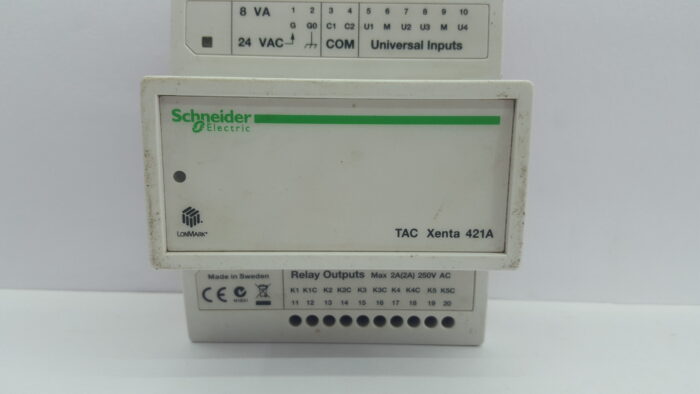 8 VA 1 2 3 4 5 6 7 8 9 10
G G0 C1 C2 U1 M U2 U3 M U4
24 VAC COM Universal Inputs
Schneider
Electric
LONMARK®
TAC Xenta 421A
Made in Sweden Relay Outputs Max 2A(2A) 250V AC
CE K1 K1C K2 K2C K3 K3C K4 K4C K5 K5C
11 12 13 14 15 16 17 18 19 20